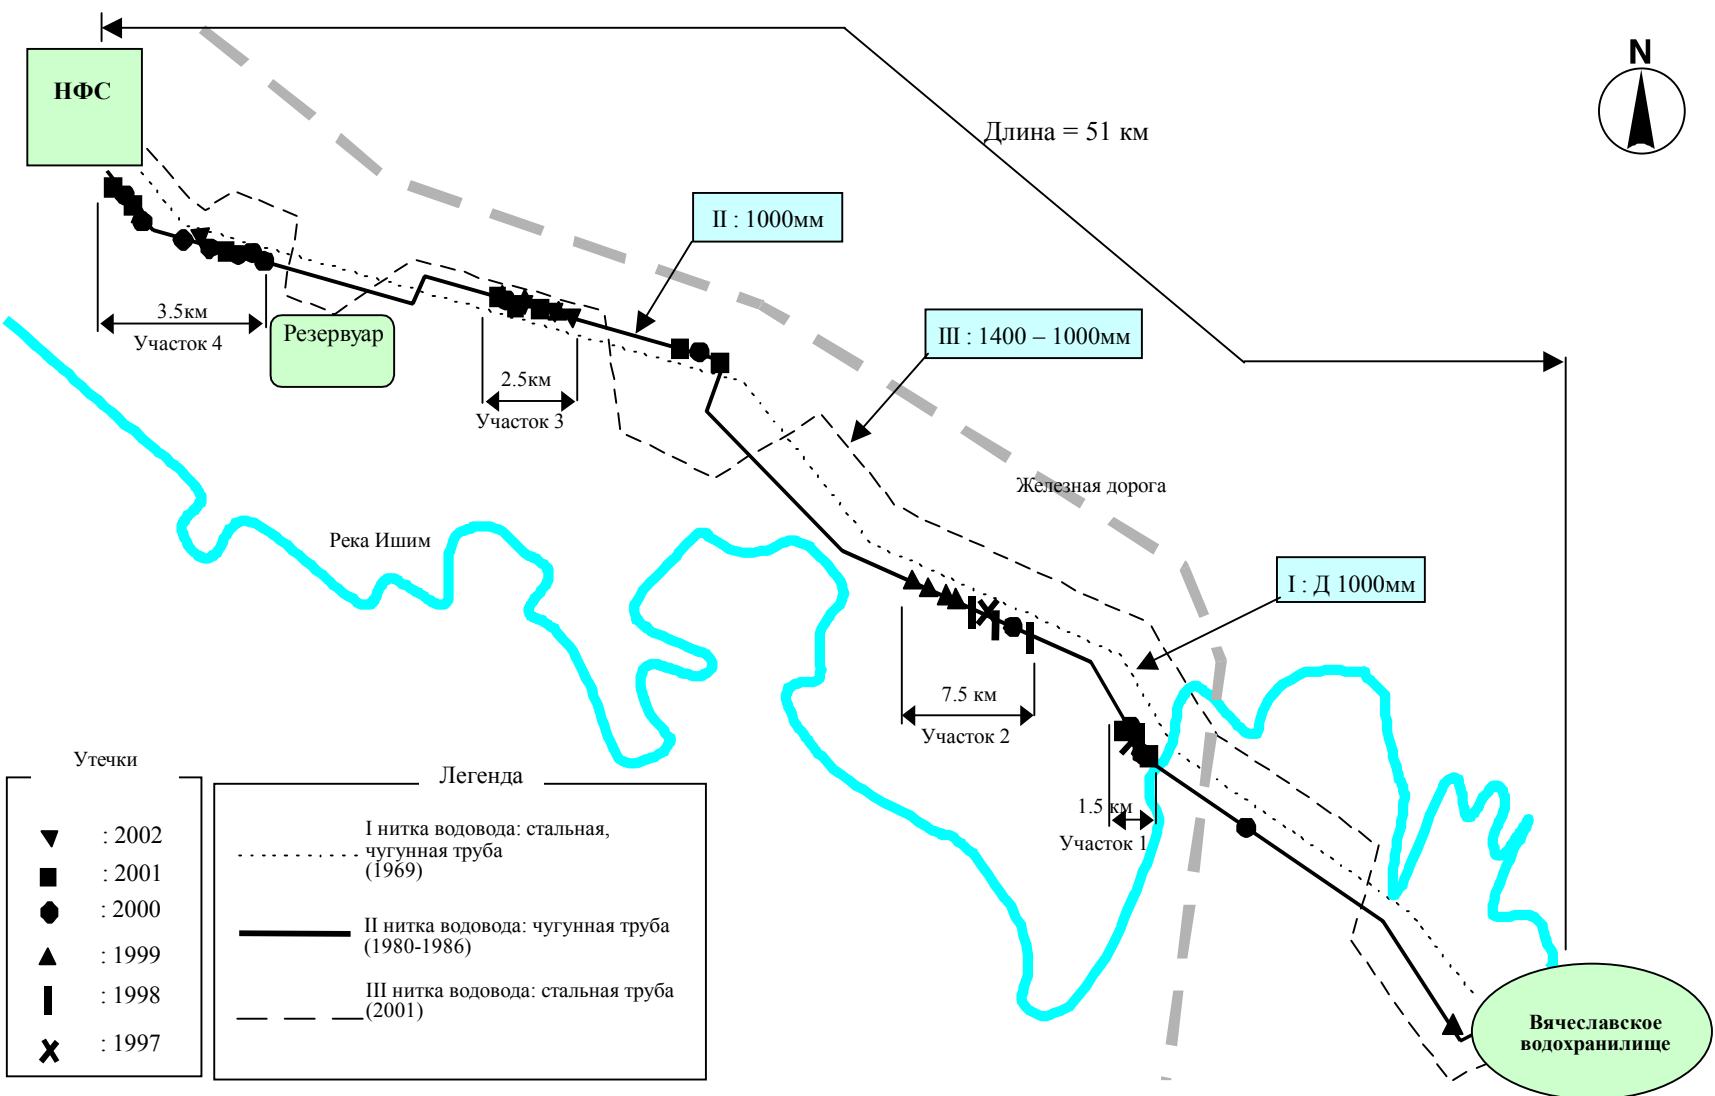 N
НФС
Длина = 51 км
II : 1000мм
3.5км
Участок 4
Резервуар
III : 1400 – 1000мм
2.5км
Участок 3
Железная дорога
Река Ишим
I : Д 1000мм
7.5 км
Участок 2
1.5 км
Участок 1
Утечки
: 2002
: 2001
: 2000
: 1999
: 1998
: 1997
Легенда
I нитка водовода: стальная,
чугунная труба
(1969)
II нитка водовода: чугунная труба
(1980-1986)
III нитка водовода: стальная труба
(2001)
Вячеславское
водохранилище